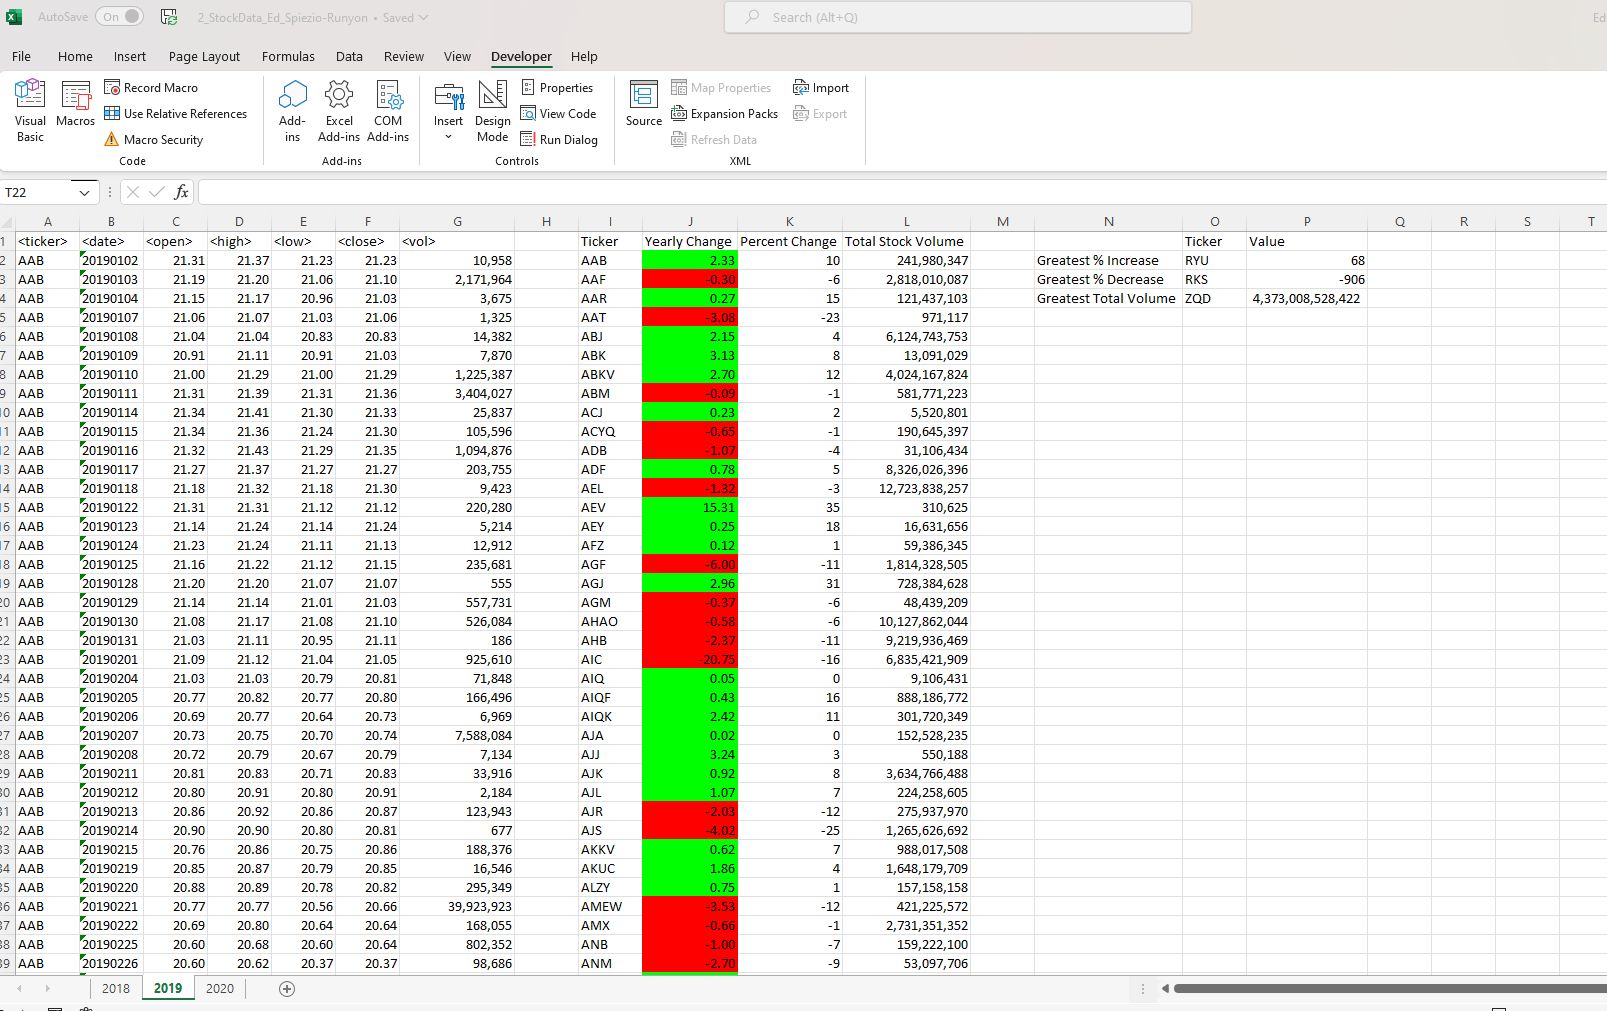 AutoSave On 2_StockData_Ed_Spiezio-Runyon • Saved Search (Alt+Q) Ed
File Home Insert Page Layout Formulas Data Review View Developer Help
Visual Basic
Macros
Record Macro
Use Relative References
Macro Security
Code
Add-ins
Excel Add-ins
COM Add-ins
Add-ins
Insert
Design Mode
Properties
View Code
Run Dialog
Controls
Source
Map Properties
Expansion Packs
Refresh Data
Import
Export
XML
T22 fx
A B C D E F G H I J K L M N O P Q R S T
1 <ticker> <date> <open> <high> <low> <close> <vol> Ticker Yearly Change Percent Change Total Stock Volume Ticker Value
2 AAB 20190102 21.31 21.37 21.23 21.23 10,958 AAB 2.33 10 241,980,347 Greatest % Increase RYU 68
3 AAB 20190103 21.19 21.20 21.06 21.10 2,171,964 AAF -0.30 -6 2,818,010,087 Greatest % Decrease RKS -906
4 AAB 20190104 21.15 21.17 20.96 21.03 3,675 AAR 0.27 15 121,437,103 Greatest Total Volume ZQD 4,373,008,528,422
5 AAB 20190107 21.06 21.07 21.03 21.06 1,325 AAT -3.08 -23 971,117
6 AAB 20190108 21.04 21.04 20.83 20.83 14,382 ABJ 2.15 4 6,124,743,753
7 AAB 20190109 20.91 21.11 20.91 21.03 7,870 ABK 3.13 8 13,091,029
8 AAB 20190110 21.00 21.29 21.00 21.29 1,225,387 ABKV 2.70 12 4,024,167,824
9 AAB 20190111 21.31 21.39 21.31 21.36 3,404,027 ABM -0.09 -1 581,771,223
10 AAB 20190114 21.34 21.41 21.30 21.33 25,837 ACJ 0.23 2 5,520,801
11 AAB 20190115 21.34 21.36 21.24 21.30 105,596 ACYQ -0.65 -1 190,645,397
12 AAB 20190116 21.32 21.43 21.29 21.35 1,094,876 ADB -1.07 -4 31,106,434
13 AAB 20190117 21.27 21.37 21.27 21.27 203,755 ADF 0.78 5 8,326,026,396
14 AAB 20190118 21.18 21.32 21.18 21.30 9,423 AEL -1.32 -3 12,723,838,257
15 AAB 20190122 21.31 21.31 21.12 21.12 220,280 AEV 15.31 35 310,625
16 AAB 20190123 21.14 21.24 21.14 21.24 5,214 AEY 0.25 18 16,631,656
17 AAB 20190124 21.23 21.24 21.11 21.13 12,912 AFZ 0.12 1 59,386,345
18 AAB 20190125 21.16 21.22 21.12 21.15 235,681 AGF -6.00 -11 1,814,328,505
19 AAB 20190128 21.20 21.20 21.07 21.07 555 AGJ 2.96 31 728,384,628
20 AAB 20190129 21.14 21.14 21.01 21.03 557,731 AGM -0.37 -6 48,439,209
21 AAB 20190130 21.08 21.17 21.08 21.10 526,084 AHAO -0.58 -6 10,127,862,044
22 AAB 20190131 21.03 21.11 20.95 21.11 186 AHB -2.37 -11 9,219,936,469
23 AAB 20190201 21.09 21.12 21.04 21.05 925,610 AIC -20.75 -16 6,835,421,909
24 AAB 20190204 21.03 21.03 20.79 20.81 71,848 AIQ 0.05 0 9,106,431
25 AAB 20190205 20.77 20.82 20.77 20.80 166,496 AIQF 0.43 16 888,186,772
26 AAB 20190206 20.69 20.77 20.64 20.73 6,969 AIQK 2.42 11 301,720,349
27 AAB 20190207 20.73 20.75 20.70 20.74 7,588,084 AJA 0.02 0 152,528,235
28 AAB 20190208 20.72 20.79 20.67 20.79 7,134 AJJ 3.24 3 550,188
29 AAB 20190211 20.81 20.83 20.71 20.83 33,916 AJK 0.92 8 3,634,766,488
30 AAB 20190212 20.80 20.91 20.80 20.91 2,184 AJL 1.07 7 224,258,605
31 AAB 20190213 20.86 20.92 20.86 20.87 123,943 AJR -2.03 -12 275,937,970
32 AAB 20190214 20.90 20.90 20.80 20.81 677 AJS -4.02 -25 1,265,626,692
33 AAB 20190215 20.76 20.86 20.75 20.86 188,376 AKKV 0.62 7 988,017,508
34 AAB 20190219 20.85 20.87 20.79 20.85 16,546 AKUC 1.86 4 1,648,179,709
35 AAB 20190220 20.88 20.89 20.78 20.82 295,349 ALZY 0.75 1 157,158,158
36 AAB 20190221 20.77 20.77 20.56 20.66 39,923,923 AMEW -3.53 -12 421,225,572
37 AAB 20190222 20.69 20.80 20.64 20.64 168,055 AMX -0.66 -1 2,731,351,352
38 AAB 20190225 20.60 20.68 20.60 20.64 802,352 ANB -1.00 -7 159,222,100
39 AAB 20190226 20.60 20.62 20.37 20.37 98,686 ANM -2.70 -9 53,097,706
2018 2019 2020